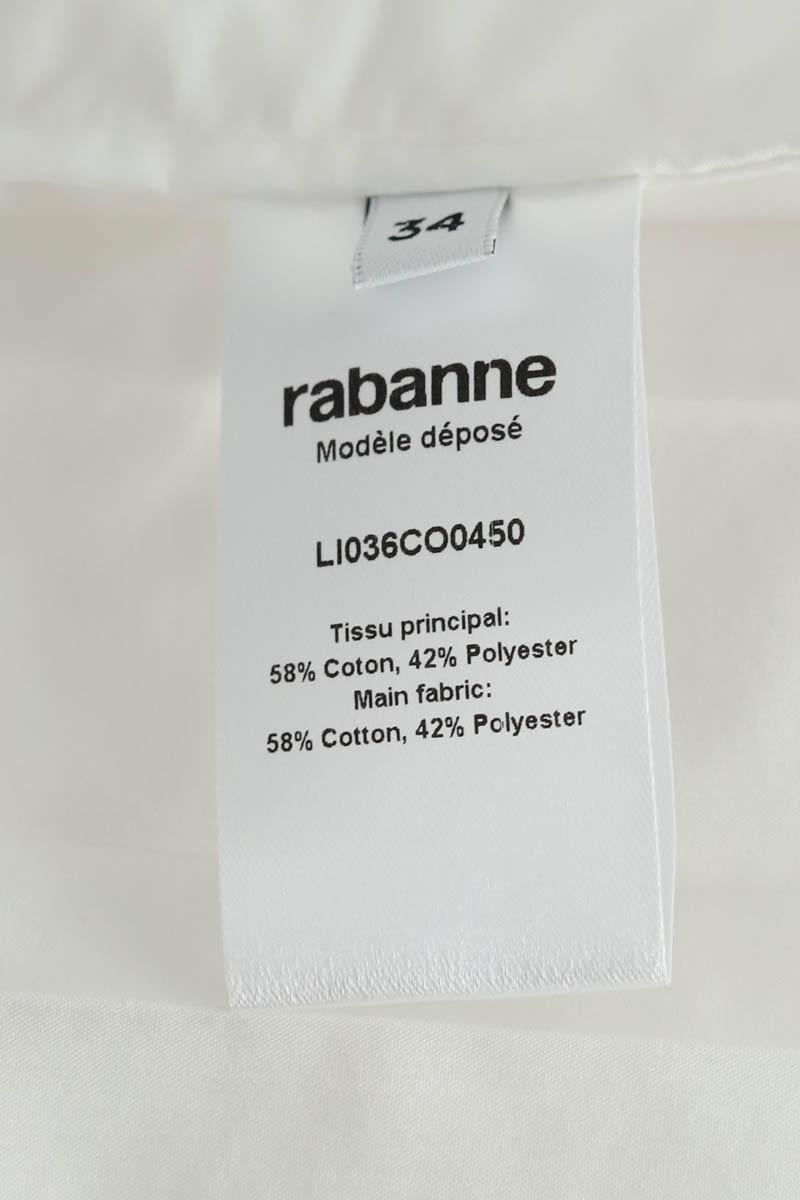 34
rabanne
Modèle déposé
LI036CO0450
Tissu principal:
58% Coton, 42% Polyester
Main fabric:
58% Cotton, 42% Polyester